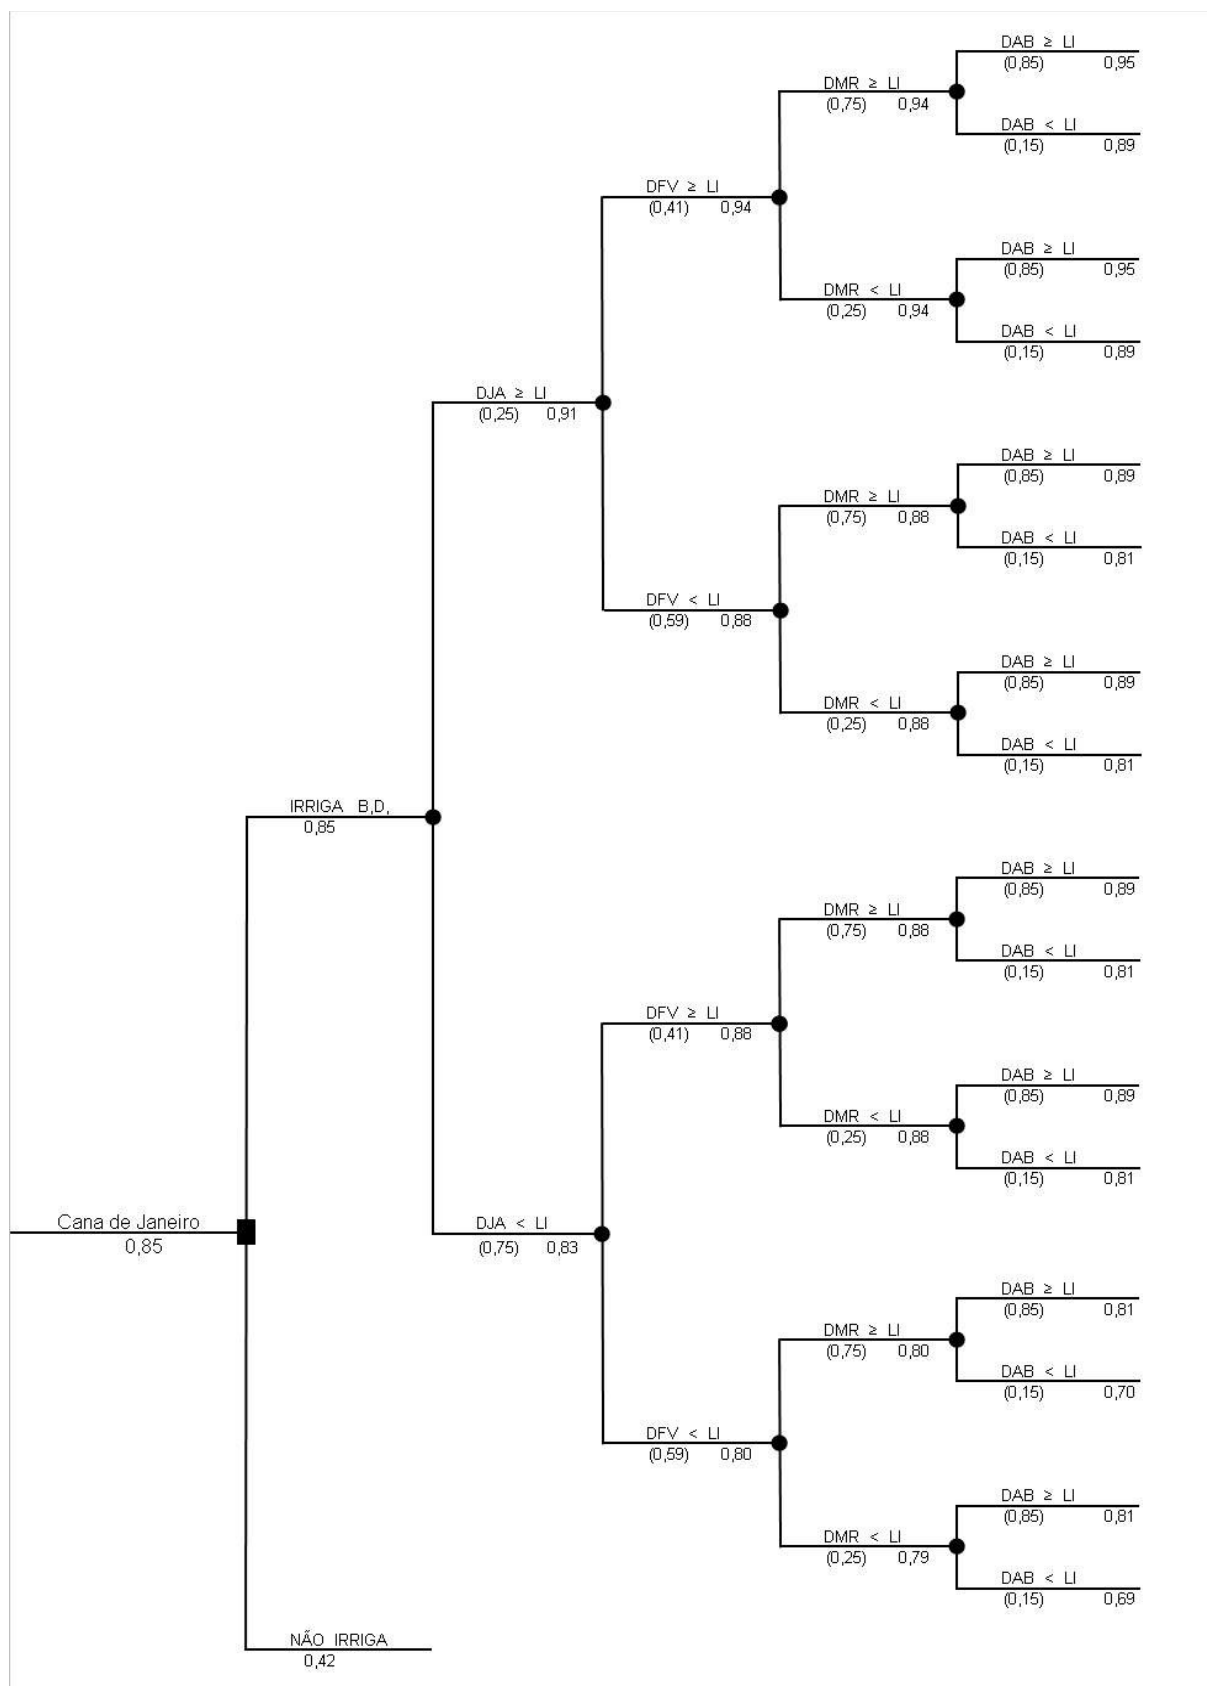 DAB ≥ LI
(0,85) 0,95
DMR ≥ LI
(0,75) 0,94
DAB < LI
(0,15) 0,89
DFV ≥ LI
(0,41) 0,94
DAB ≥ LI
(0,85) 0,95
DMR < LI
(0,25) 0,94
DAB < LI
(0,15) 0,89
DJA ≥ LI
(0,25) 0,91
DAB ≥ LI
(0,85) 0,89
DMR ≥ LI
(0,75) 0,88
DAB < LI
(0,15) 0,81
DFV < LI
(0,59) 0,88
DAB ≥ LI
(0,85) 0,89
DMR < LI
(0,25) 0,88
DAB < LI
(0,15) 0,81
IRRIGA B,D,
0,85
DAB ≥ LI
(0,85) 0,89
DMR ≥ LI
(0,75) 0,88
DAB < LI
(0,15) 0,81
DFV ≥ LI
(0,41) 0,88
DAB ≥ LI
(0,85) 0,89
DMR < LI
(0,25) 0,88
DAB < LI
(0,15) 0,81
Cana de Janeiro
0,85
DJA < LI
(0,75) 0,83
DAB ≥ LI
(0,85) 0,81
DMR ≥ LI
(0,75) 0,80
DAB < LI
(0,15) 0,70
DFV < LI
(0,59) 0,80
DAB ≥ LI
(0,85) 0,81
DMR < LI
(0,25) 0,79
DAB < LI
(0,15) 0,69
NÃO IRRIGA
0,42